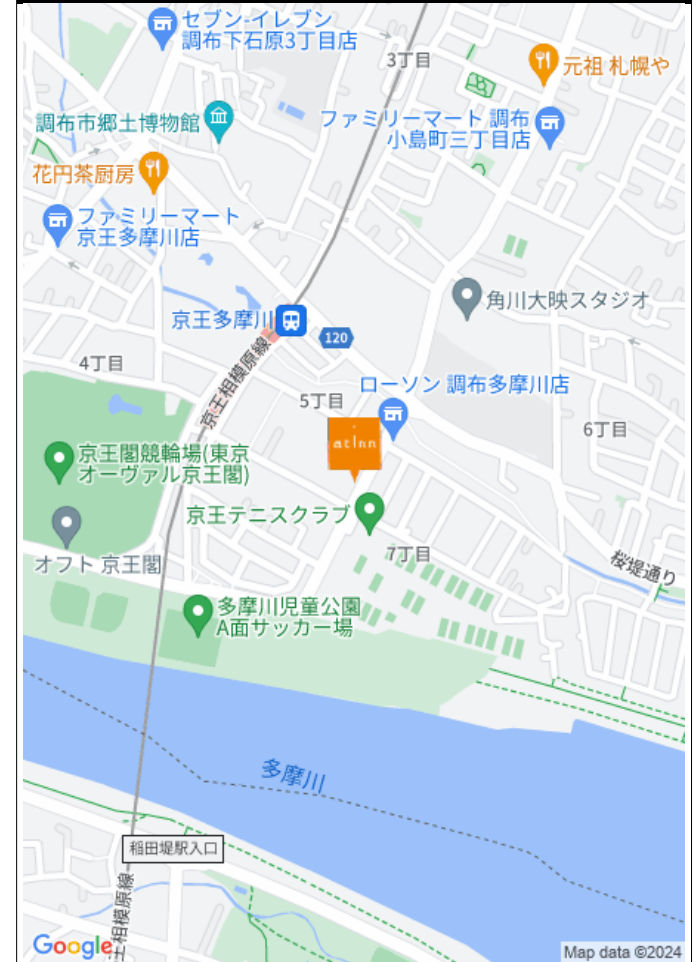 セブン-イレブン
調布下石原3丁目店
3丁目
元祖 札幌や
調布市郷土博物館
ファミリーマート 調布
小島町三丁目店
花円茶厨房
ファミリーマート
京王多摩川店
角川大映スタジオ
京王多摩川
120
4丁目
京王相模原線
ローソン 調布多摩川店
5丁目
6丁目
atinn
京王閣競輪場(東京
オーヴァル京王閣)
京王テニスクラブ
オフト 京王閣
7丁目
桜堤通り
多摩川児童公園
A面サッカー場
多摩川
稲田堤駅入口
王相模原線
Google
Map data ©2024